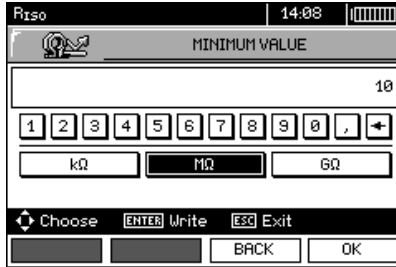 RISO 14:08
MINIMUM VALUE
10
1 2 3 4 5 6 7 8 9 0 , ←
kΩ MΩ GΩ
Choose ENTER Write ESC Exit
BACK OK